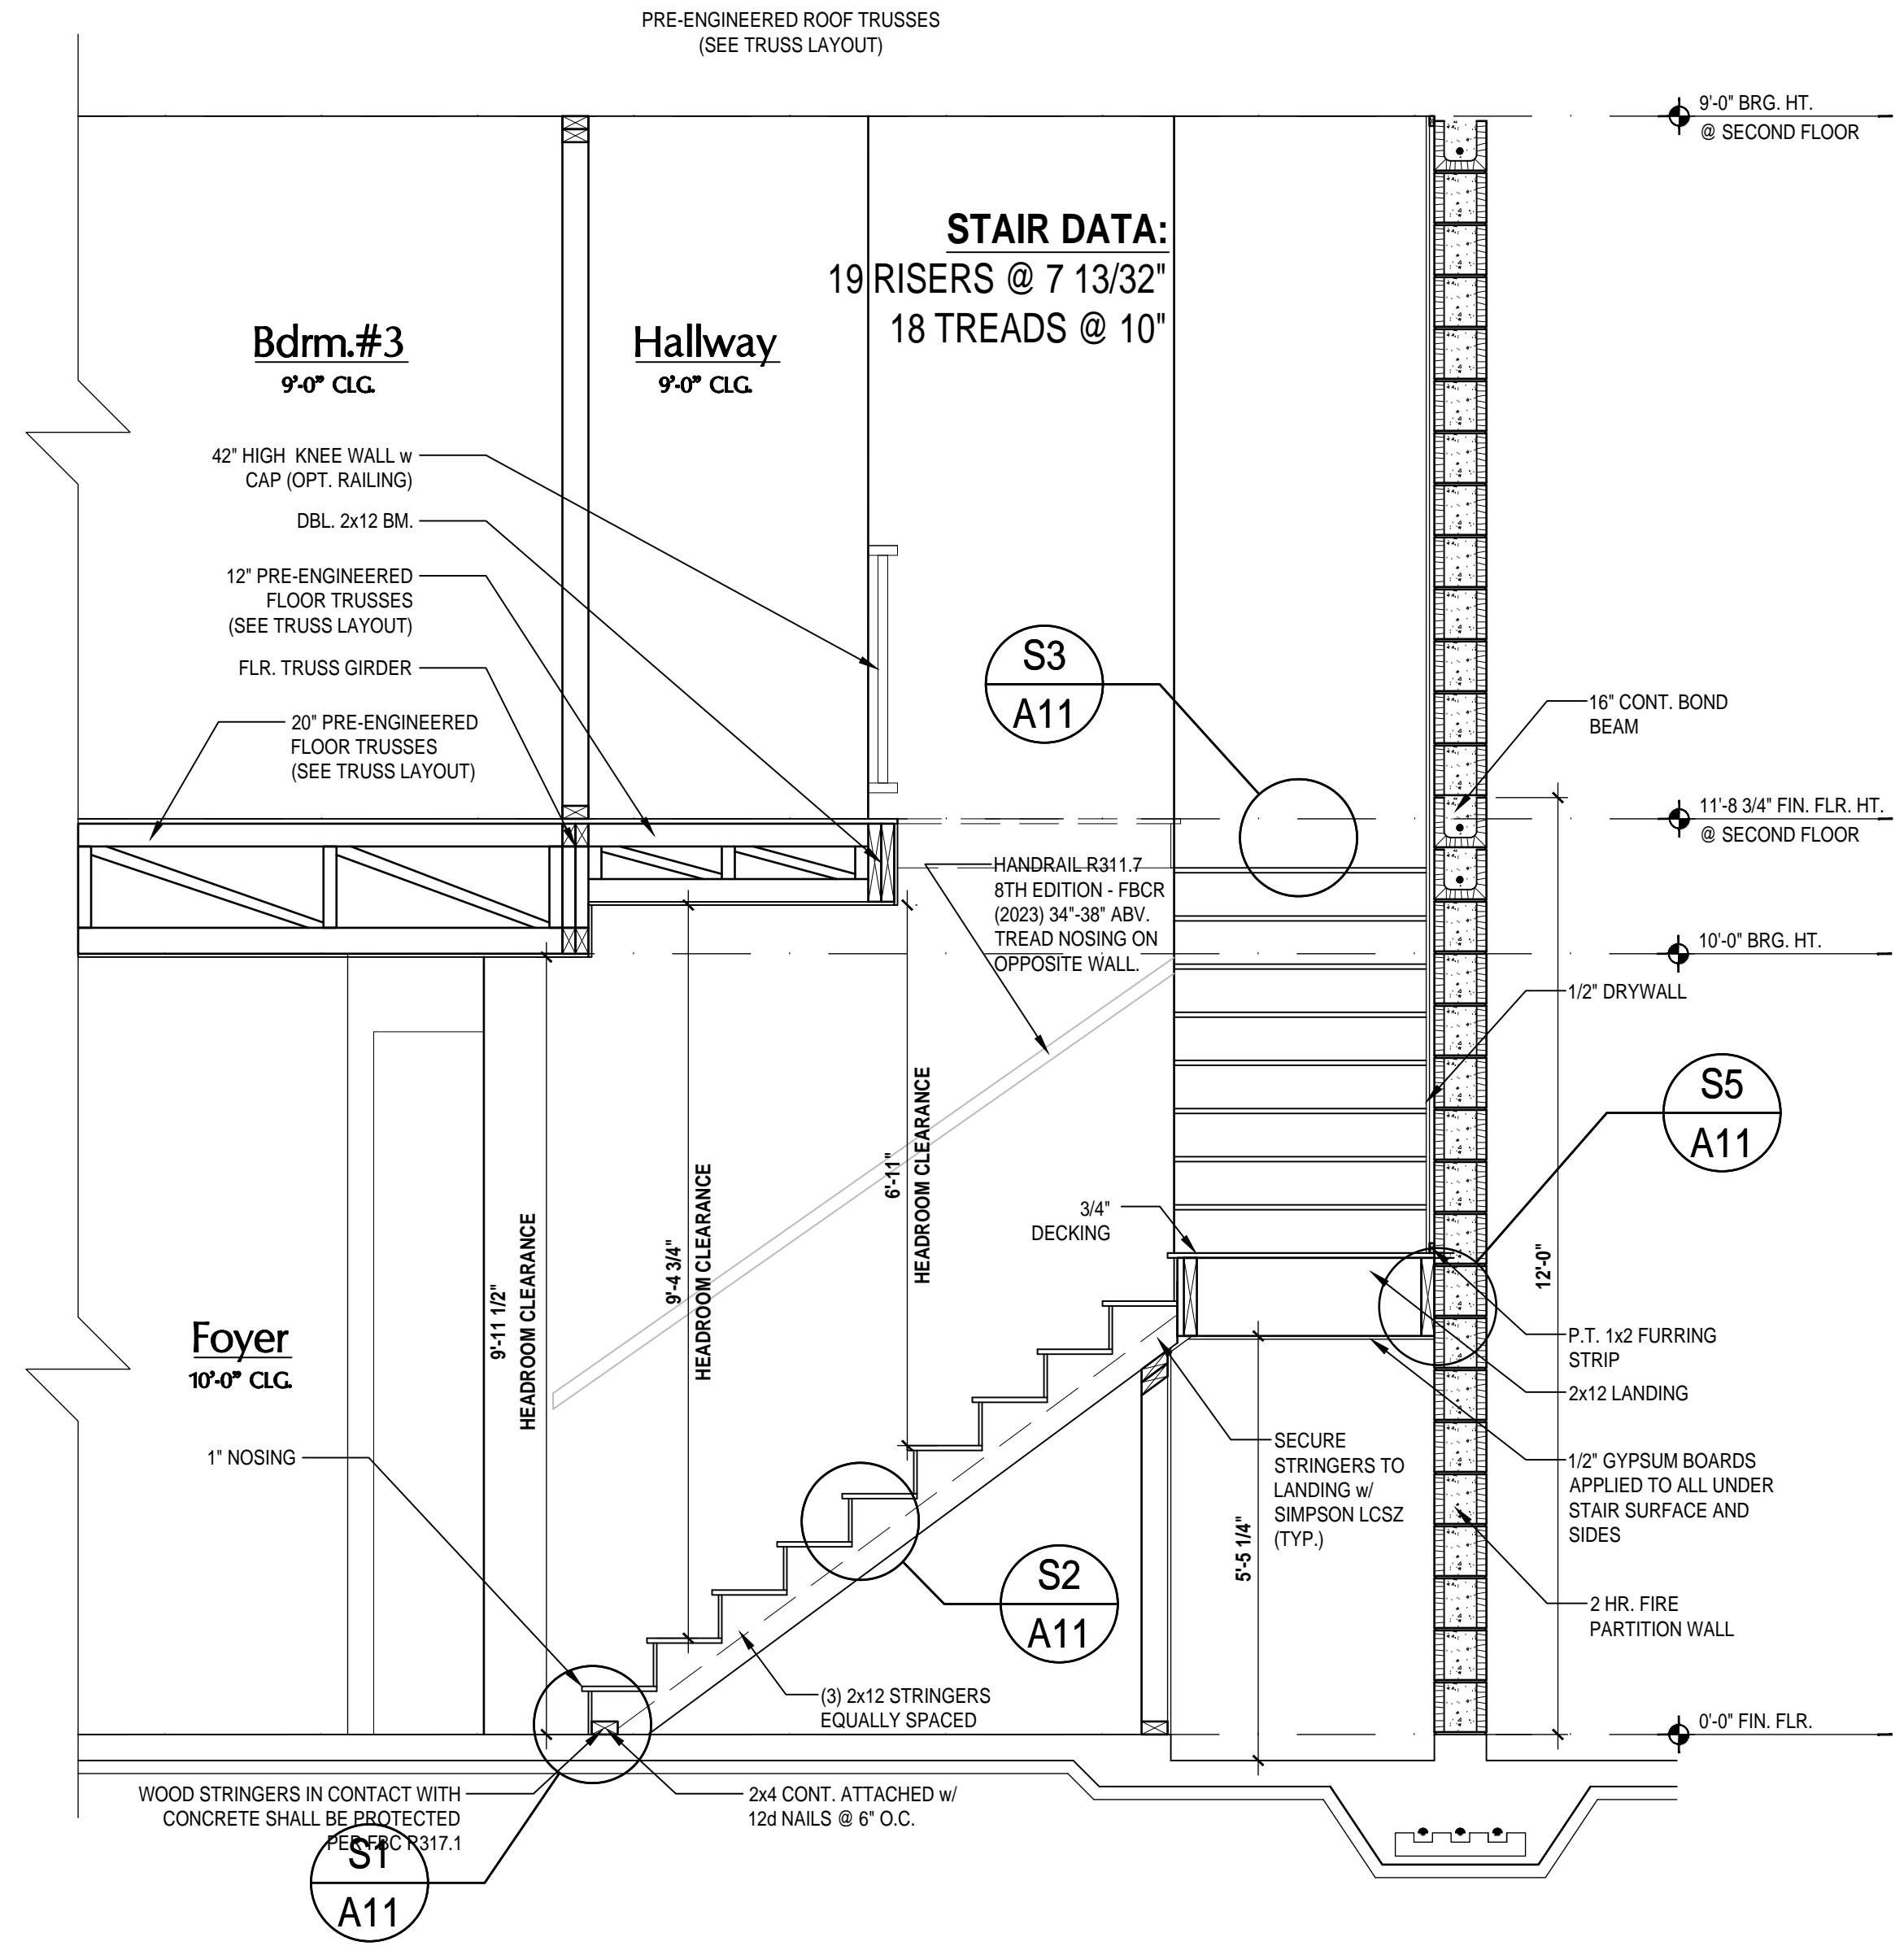 PRE-ENGINEERED ROOF TRUSSES
(SEE TRUSS LAYOUT)
9'-0" BRG. HT.
@ SECOND FLOOR
STAIR DATA:
19 RISERS @ 7 13/32"
18 TREADS @ 10"
Bdrm.#3
9'-0" CLG.
Hallway
9'-0" CLG.
42" HIGH KNEE WALL w
CAP (OPT. RAILING)
DBL. 2x12 BM.
12" PRE-ENGINEERED
FLOOR TRUSSES
(SEE TRUSS LAYOUT)
FLR. TRUSS GIRDER
20" PRE-ENGINEERED
FLOOR TRUSSES
(SEE TRUSS LAYOUT)
S3
A11
16" CONT. BOND
BEAM
11'-8 3/4" FIN. FLR. HT.
@ SECOND FLOOR
HANDRAIL R311.7
8TH EDITION - FBCR
(2023) 34"-38" ABV.
TREAD NOSING ON
OPPOSITE WALL.
10'-0" BRG. HT.
1/2" DRYWALL
S5
A11
6'-11"
HEADROOM CLEARANCE
9'-4 3/4"
HEADROOM CLEARANCE
9'-11 1/2"
HEADROOM CLEARANCE
3/4"
DECKING
12'-0"
Foyer
10'-0" CLG.
P.T. 1x2 FURRING
STRIP
2x12 LANDING
1" NOSING
SECURE
STRINGERS TO
LANDING w/
SIMPSON LCSZ
(TYP.)
1/2" GYPSUM BOARDS
APPLIED TO ALL UNDER
STAIR SURFACE AND
SIDES
5'-5 1/4"
S2
A11
2 HR. FIRE
PARTITION WALL
(3) 2x12 STRINGERS
EQUALLY SPACED
0'-0" FIN. FLR.
WOOD STRINGERS IN CONTACT WITH
CONCRETE SHALL BE PROTECTED
PER FBC R317.1
2x4 CONT. ATTACHED w/
12d NAILS @ 6" O.C.
S1
A11